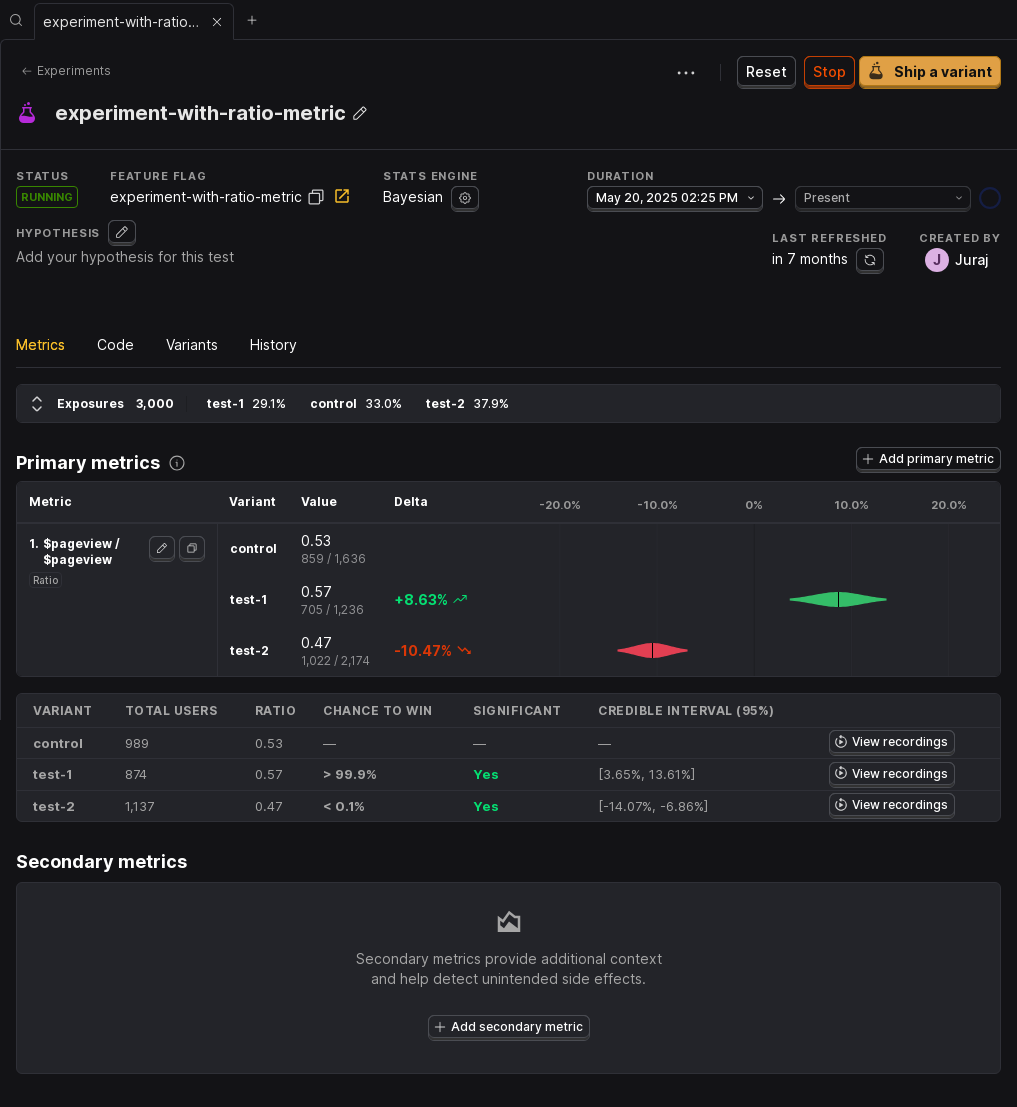 experiment-with-ratio...
Experiments
Reset
Stop
Ship a variant
experiment-with-ratio-metric
STATUS
FEATURE FLAG
STATS ENGINE
DURATION
RUNNING
experiment-with-ratio-metric
Bayesian
May 20, 2025 02:25 PM
Present
HYPOTHESIS
Add your hypothesis for this test
LAST REFRESHED
CREATED BY
in 7 months
J
Juraj
Metrics
Code
Variants
History
Exposures 3,000 test-1 29.1% control 33.0% test-2 37.9%
Primary metrics
Add primary metric
Metric Variant Value Delta -20.0% -10.0% 0% 10.0% 20.0%
1. $pageview /
$pageview
Ratio
control 0.53
859 / 1,636
test-1 0.57 +8.63%
705 / 1,236
test-2 0.47 -10.47%
1,022 / 2,174
VARIANT TOTAL USERS RATIO CHANCE TO WIN SIGNIFICANT CREDIBLE INTERVAL (95%)
control 989 0.53 — — — View recordings
test-1 874 0.57 > 99.9% Yes [3.65%, 13.61%] View recordings
test-2 1,137 0.47 < 0.1% Yes [-14.07%, -6.86%] View recordings
Secondary metrics
Secondary metrics provide additional context
and help detect unintended side effects.
Add secondary metric